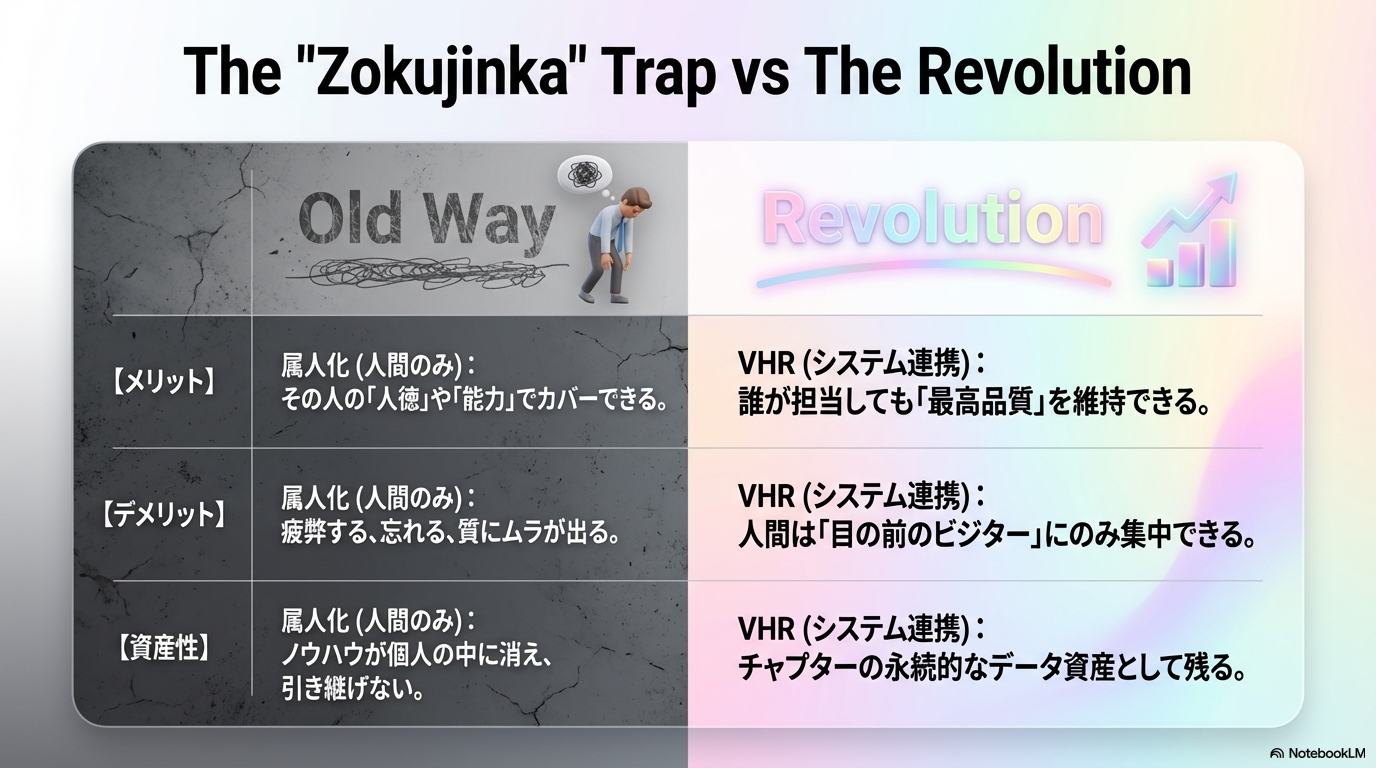 The "Zokujinka" Trap vs The Revolution
Old Way
Revolution
【メリット】
属人化 (人間のみ)：
その人の「人徳」や「能力」でカバーできる。
VHR (システム連携)：
誰が担当しても「最高品質」を維持できる。
【デメリット】
属人化 (人間のみ)：
疲弊する、忘れる、質にムラが出る。
VHR (システム連携)：
人間は「目の前のビジター」にのみ集中できる。
【資産性】
属人化 (人間のみ)：
ノウハウが個人の中に消え、
引き継げない。
VHR (システム連携)：
チャプターの永続的なデータ資産として残る。
NotebookLM